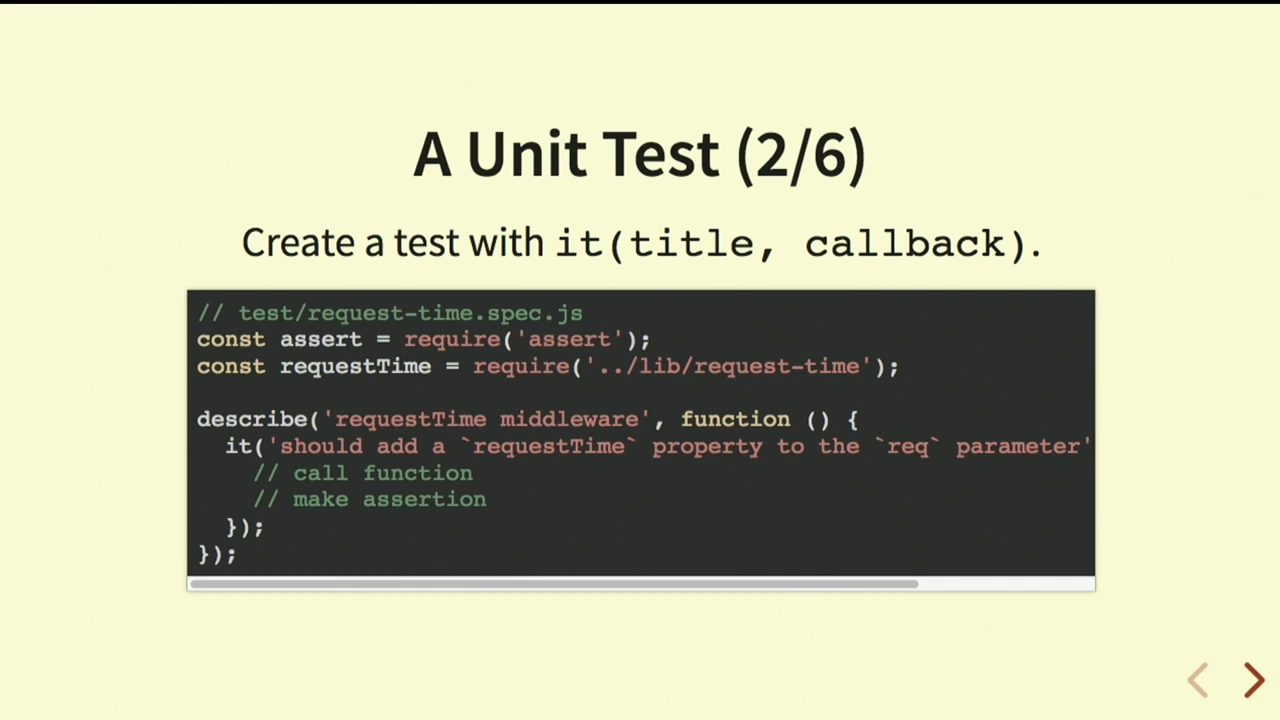 A Unit Test (2/6)
Create a test with it(title, callback).
// test/request-time.spec.js
const assert = require('assert');
const requestTime = require('../lib/request-time');
describe('requestTime middleware', function () {
  it('should add a `requestTime` property to the `req` parameter'
    // call function
    // make assertion
  });
});